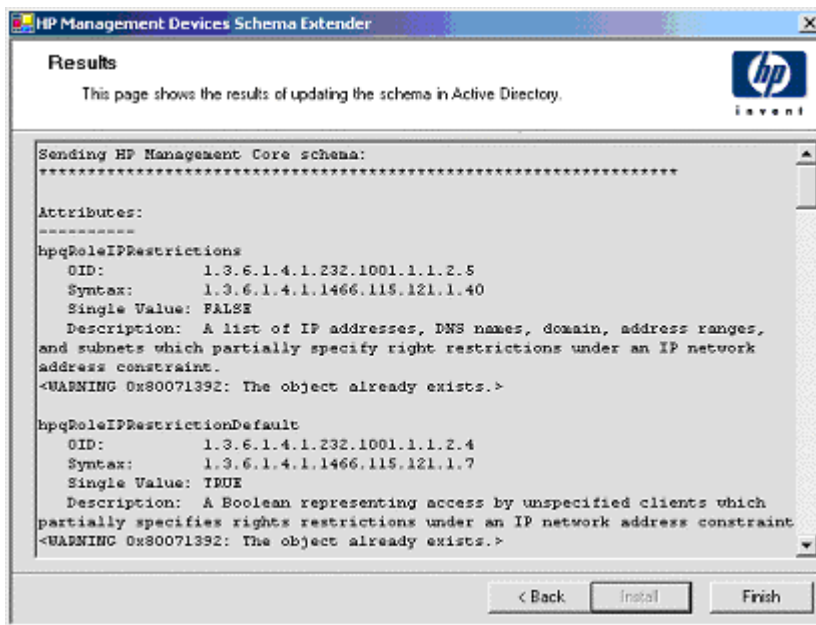 HP Management Devices Schema Extender
Results
This page shows the results of updating the schema in Active Directory.
hp
invent
Sending HP Management Core schema:
*******************************************************************
Attributes:
----------
hpqRoleIPRestrictions
OID: 1.3.6.1.4.1.232.1001.1.1.2.5
Syntax: 1.3.6.1.4.1.1466.115.121.1.40
Single Value: FALSE
Description: A list of IP addresses, DNS names, domain, address ranges,
and subnets which partially specify right restrictions under an IP network
address constraint.
<WARNING 0x80071392: The object already exists.>
hpqRoleIPRestrictionDefault
OID: 1.3.6.1.4.1.232.1001.1.1.2.4
Syntax: 1.3.6.1.4.1.1466.115.121.1.7
Single Value: TRUE
Description: A Boolean representing access by unspecified clients which
partially specifies rights restrictions under an IP network address constraint
<WARNING 0x80071392: The object already exists.>
< Back Install Finish